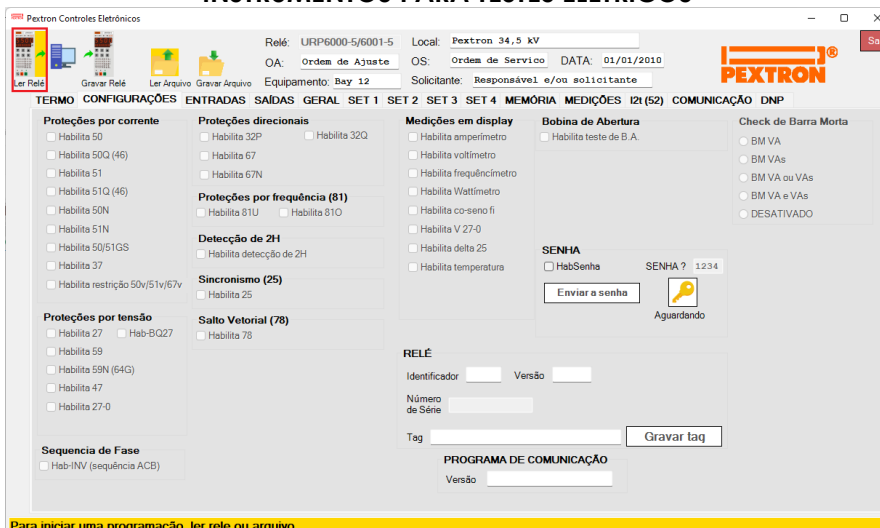 INSTRUMENTOS PARA TESTES ELÉTRICOS
Pextron Controles Eletrônicos
Relé: URP6000-5/6001-5 Local: Pextron 34,5 kV
OA: Ordem de Ajuste OS: Ordem de Servico DATA: 01/01/2010
Equipamento: Bay 12 Solicitante: Responsável e/ou solicitante
Ler Relé Gravar Relé Ler Arquivo Gravar Arquivo
PEXTRON®
Sa
TERMO CONFIGURAÇÕES ENTRADAS SAÍDAS GERAL SET 1 SET 2 SET 3 SET 4 MEMÓRIA MEDIÇÕES I2t (52) COMUNICAÇÃO DNP
Proteções por corrente
Habilita 50
Habilita 50Q (46)
Habilita 51
Habilita 51Q (46)
Habilita 50N
Habilita 51N
Habilita 50/51GS
Habilita 37
Habilita restrição 50v/51v/67v
Proteções por tensão
Habilita 27 Hab-BQ27
Habilita 59
Habilita 59N (64G)
Habilita 47
Habilita 27-0
Sequencia de Fase
Hab-INV (sequência ACB)
Proteções direcionais
Habilita 32P Habilita 32Q
Habilita 67
Habilita 67N
Proteções por frequência (81)
Habilita 81U Habilita 81O
Detecção de 2H
Habilita detecção de 2H
Sincronismo (25)
Habilita 25
Salto Vetorial (78)
Habilita 78
Medições em display
Habilita amperímetro
Habilita voltímetro
Habilita frequêncímetro
Habilita Wattímetro
Habilita co-seno fi
Habilita V 27-0
Habilita delta 25
Habilita temperatura
Bobina de Abertura
Habilita teste de B.A.
SENHA
HabSenha SENHA ? 1234
Enviar a senha
Aguardando
Check de Barra Morta
BM VA
BM VAs
BM VA ou VAs
BM VA e VAs
DESATIVADO
RELÉ
Identificador Versão
Número
de Série
Tag Gravar tag
PROGRAMA DE COMUNICAÇÃO
Versão
Para iniciar uma programação, ler rele ou arquivo